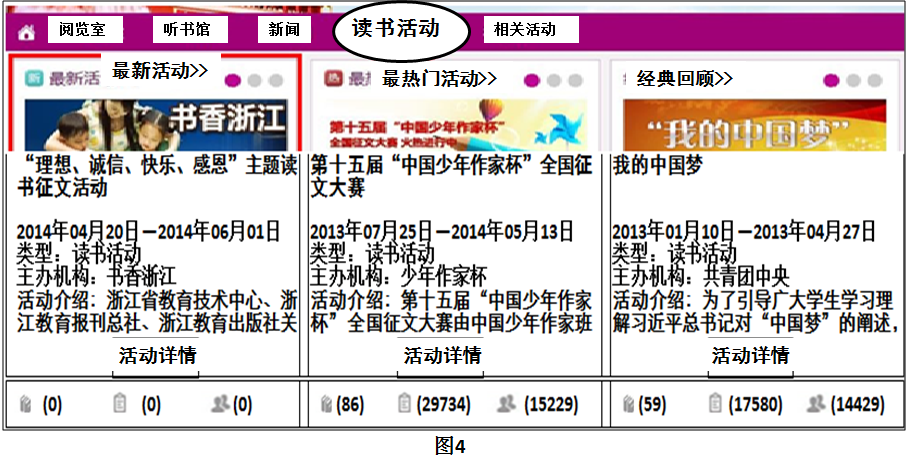 阅览室
听书馆
新闻
读书活动
相关活动
新 最新活
最新活动>>
书香浙江
“理想、诚信、快乐、感恩”主题读
书征文活动
2014年04月20日－2014年06月01日
类型：读书活动
主办机构：书香浙江
活动介绍：浙江省教育技术中心、浙
江教育报刊总社、浙江教育出版社关
活动详情
(0)
(0)
(0)
热 最热
最热门活动>>
第十五届“中国少年作家杯”
全国征文大赛 火热进行中
第十五届“中国少年作家杯”全国征
文大赛
2013年07月25日－2014年05月13日
类型：读书活动
主办机构：少年作家杯
活动介绍：第十五届“中国少年作家
杯”全国征文大赛由中国少年作家班
活动详情
(86)
(29734)
(15229)
经典回顾>>
“我的中国梦”
我的中国梦
2013年01月10日－2013年04月27日
类型：读书活动
主办机构：共青团中央
活动介绍：为了引导广大学生学习理
解习近平总书记对“中国梦”的阐述，
活动详情
(59)
(17580)
(14429)
图4